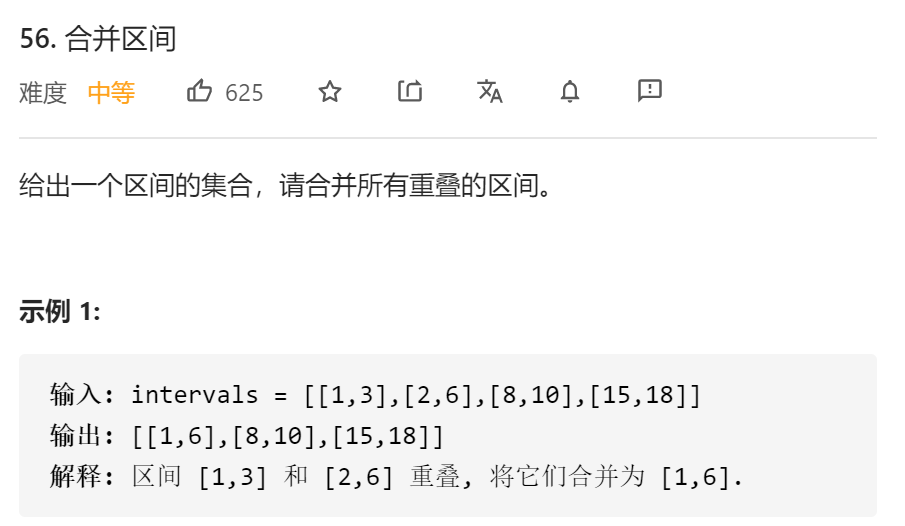 56. 合并区间
难度 中等 625
给出一个区间的集合，请合并所有重叠的区间。
示例 1:
输入: intervals = [[1,3],[2,6],[8,10],[15,18]]
输出: [[1,6],[8,10],[15,18]]
解释: 区间 [1,3] 和 [2,6] 重叠, 将它们合并为 [1,6].